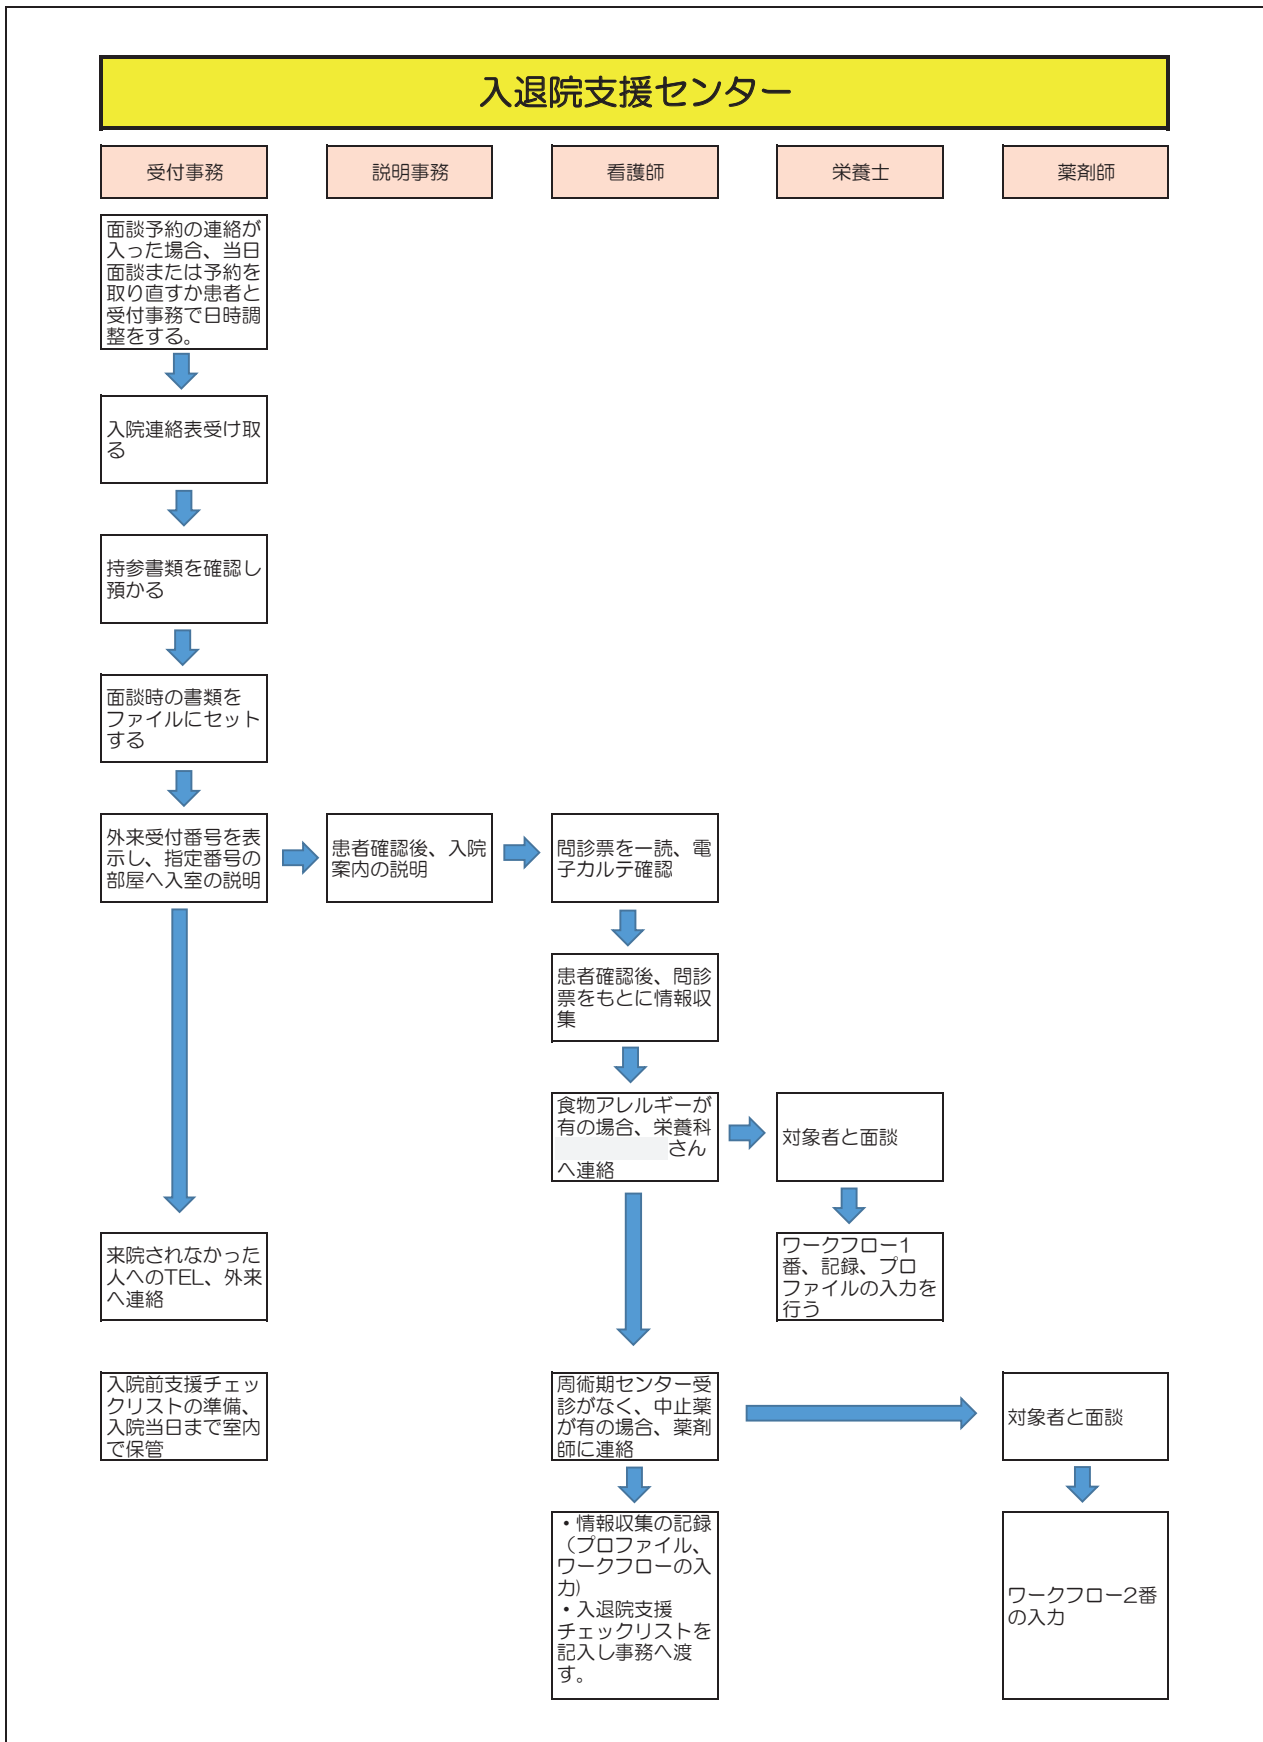 入退院支援センター
受付事務
説明事務
看護師
栄養士
薬剤師
面談予約の連絡が
入った場合、当日
面談または予約を
取り直すか患者と
受付事務で日時調
整をする。
入院連絡表受け取
る
持参書類を確認し
預かる
面談時の書類を
ファイルにセット
する
外来受付番号を表
示し、指定番号の
部屋へ入室の説明
患者確認後、入院
案内の説明
問診票を一読、電
子カルテ確認
患者確認後、問診
票をもとに情報収
集
食物アレルギーが
有の場合、栄養科
さん
へ連絡
対象者と面談
来院されなかった
人へのTEL、外来
へ連絡
ワークフロー1
番、記録、プロ
ファイルの入力を
行う
入院前支援チェッ
クリストの準備、
入院当日まで室内
で保管
周術期センター受
診がなく、中止薬
が有の場合、薬剤
師に連絡
対象者と面談
・情報収集の記録
（プロファイル、
ワークフローの入
力)
・入退院支援
チェックリストを
記入し事務へ渡
す。
ワークフロー2番
の入力